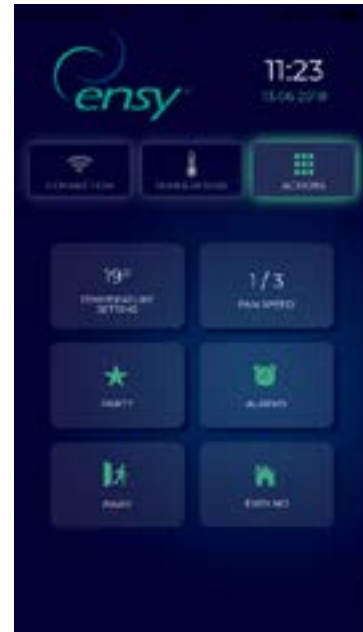 ensy
11:23
13.06.2018
CONNECTION
TEMPERATURE
ACTIONS
19°
1 / 3
TEMPERATURE
SETTING
FAN SPEED
PARTY
ALARMS
AWAY